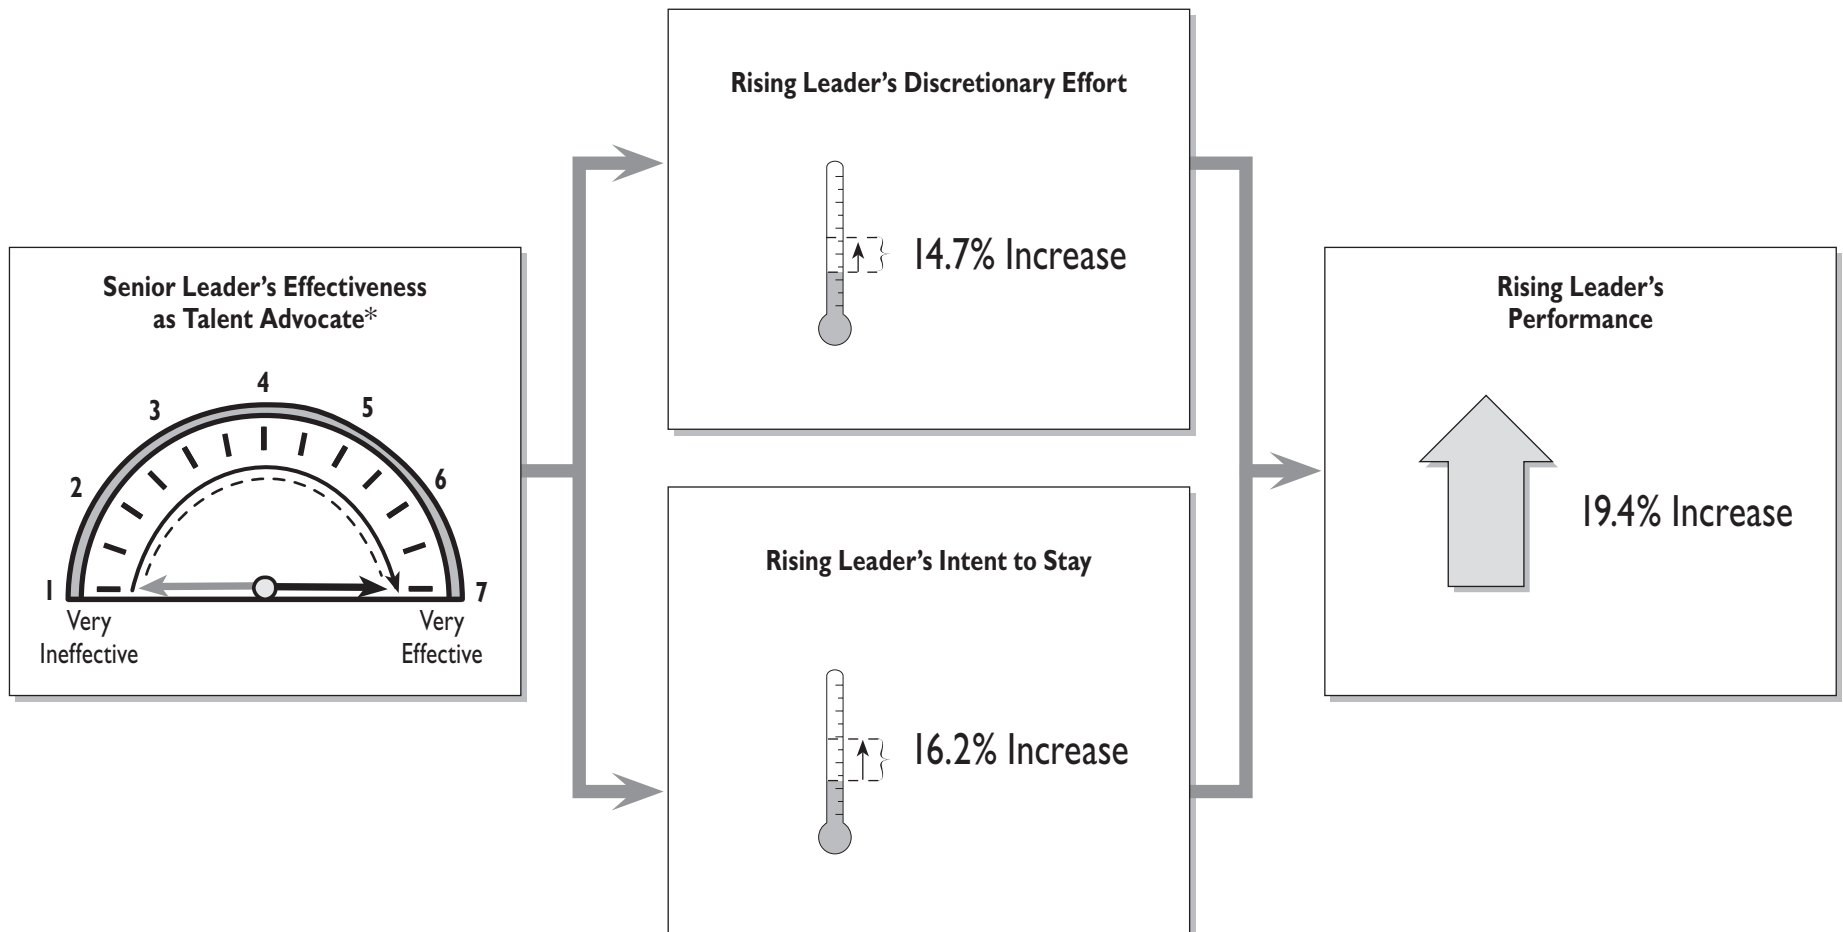 Senior Leader’s Effectiveness
as Talent Advocate*
1
2
3
4
5
6
7
Very
Ineffective
Very
Effective
Rising Leader’s Discretionary Effort
14.7% Increase
Rising Leader’s Intent to Stay
16.2% Increase
Rising Leader’s
Performance
19.4% Increase